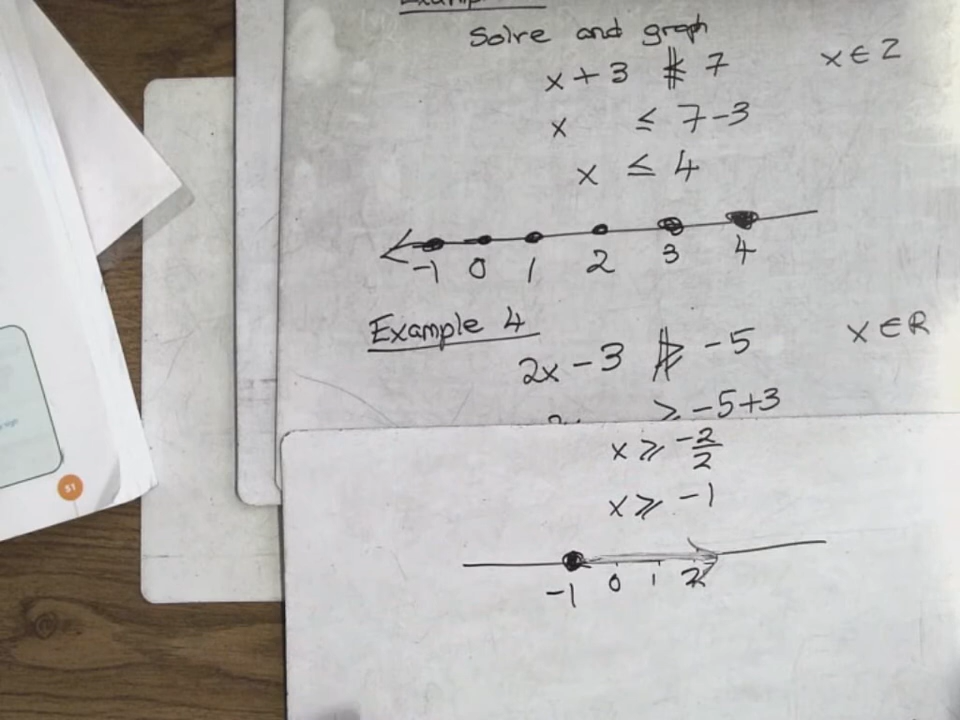 Solve and graph
x + 3 ≤ 7 x ∈ Z
x ≤ 7-3
x ≤ 4
-1 0 1 2 3 4
Example 4
2x - 3 ≥ -5 x ∈ R
≥ -5+3
x ≥ -2/2
x ≥ -1
-1 0 1 2
51